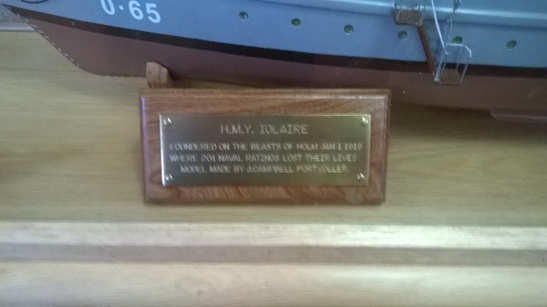 0·65
H.M.Y. IOLAIRE
FOUNDERED ON THE BEASTS OF HOLM JAN 1 1919
WHERE 201 NAVAL RATINGS LOST THEIR LIVES
MODEL MADE BY J.CAMPBELL PORTVOLLER.